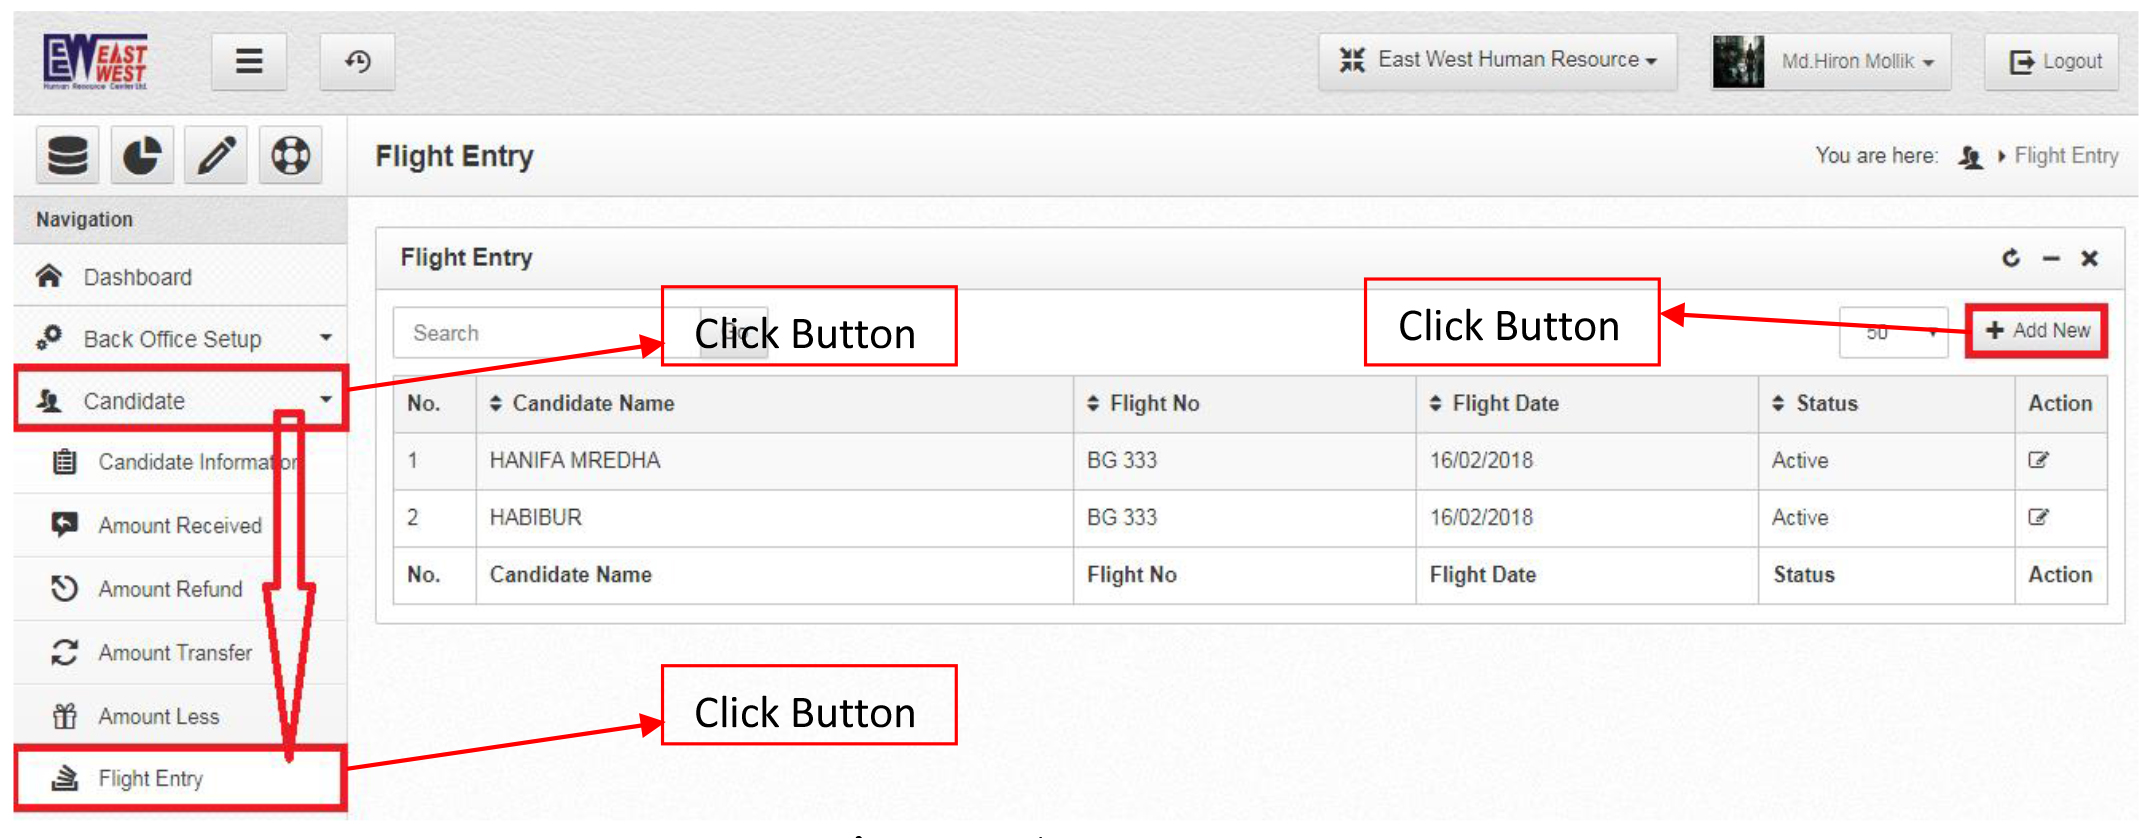 EW EAST
WEST
Human Resource Center Ltd.
East West Human Resource
Md.Hiron Mollik
Logout
Flight Entry
You are here: Flight Entry
Navigation
Dashboard
Back Office Setup
Candidate
Candidate Information
Amount Received
Amount Refund
Amount Transfer
Amount Less
Flight Entry
Flight Entry
Search
Click Button
Click Button
50
Add New
No. Candidate Name Flight No Flight Date Status Action
1 HANIFA MREDHA BG 333 16/02/2018 Active
2 HABIBUR BG 333 16/02/2018 Active
No. Candidate Name Flight No Flight Date Status Action
Click Button